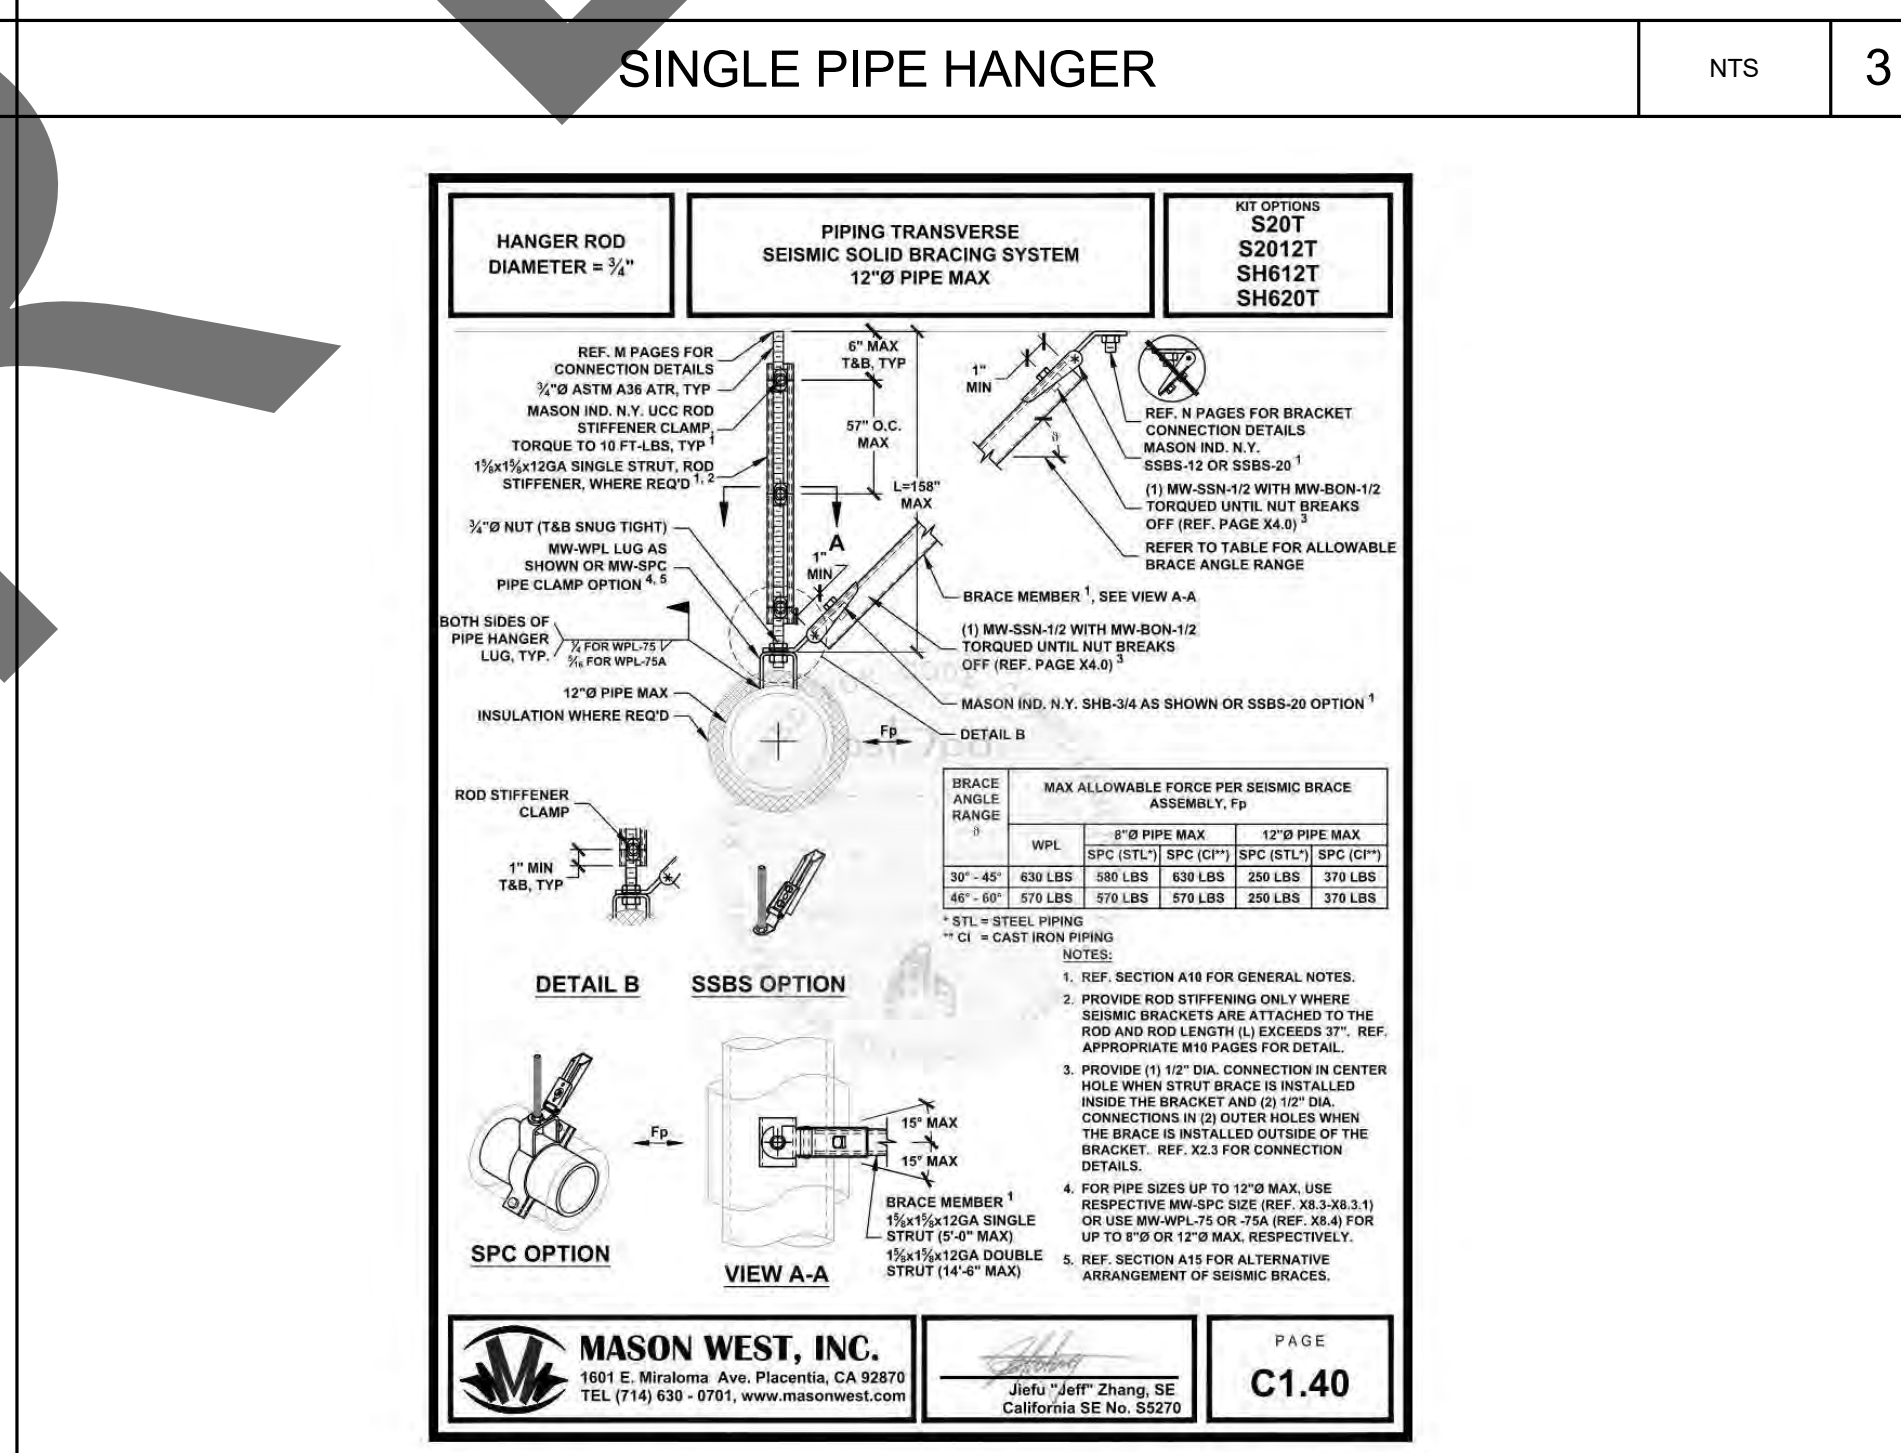 SINGLE PIPE HANGER
NTS
3
HANGER ROD
DIAMETER = ¾"
PIPING TRANSVERSE
SEISMIC SOLID BRACING SYSTEM
12"Ø PIPE MAX
KIT OPTIONS
S20T
S2012T
SH612T
SH620T
REF. M PAGES FOR
CONNECTION DETAILS
¾"Ø ASTM A36 ATR, TYP
MASON IND. N.Y. UCC ROD
STIFFENER CLAMP,
TORQUE TO 10 FT-LBS, TYP 1
1⅝x1⅝x12GA SINGLE STRUT, ROD
STIFFENER, WHERE REQ'D 1, 2
¾"Ø NUT (T&B SNUG TIGHT)
MW-WPL LUG AS
SHOWN OR MW-SPC
PIPE CLAMP OPTION 4, 5
BOTH SIDES OF
PIPE HANGER
LUG, TYP.
¼ FOR WPL-75
5/16 FOR WPL-75A
12"Ø PIPE MAX
INSULATION WHERE REQ'D
6" MAX
T&B, TYP
57" O.C.
MAX
L=158"
MAX
A
1"
MIN
1"
MIN
θ
REF. N PAGES FOR BRACKET
CONNECTION DETAILS
MASON IND. N.Y.
SSBS-12 OR SSBS-20 1
(1) MW-SSN-1/2 WITH MW-BON-1/2
TORQUED UNTIL NUT BREAKS
OFF (REF. PAGE X4.0) 3
REFER TO TABLE FOR ALLOWABLE
BRACE ANGLE RANGE
BRACE MEMBER 1, SEE VIEW A-A
(1) MW-SSN-1/2 WITH MW-BON-1/2
TORQUED UNTIL NUT BREAKS
OFF (REF. PAGE X4.0) 3
MASON IND. N.Y. SHB-3/4 AS SHOWN OR SSBS-20 OPTION 1
Fp
DETAIL B
ROD STIFFENER
CLAMP
1" MIN
T&B, TYP
DETAIL B
SSBS OPTION
BRACE
ANGLE
RANGE
θ
MAX ALLOWABLE FORCE PER SEISMIC BRACE
ASSEMBLY, Fp
WPL
8"Ø PIPE MAX
12"Ø PIPE MAX
SPC (STL*) SPC (CI**) SPC (STL*) SPC (CI**)
30° - 45° 630 LBS 580 LBS 630 LBS 250 LBS 370 LBS
46° - 60° 570 LBS 570 LBS 570 LBS 250 LBS 370 LBS
* STL = STEEL PIPING
** CI = CAST IRON PIPING
NOTES:
1. REF. SECTION A10 FOR GENERAL NOTES.
2. PROVIDE ROD STIFFENING ONLY WHERE
SEISMIC BRACKETS ARE ATTACHED TO THE
ROD AND ROD LENGTH (L) EXCEEDS 37". REF.
APPROPRIATE M10 PAGES FOR DETAIL.
3. PROVIDE (1) 1/2" DIA. CONNECTION IN CENTER
HOLE WHEN STRUT BRACE IS INSTALLED
INSIDE THE BRACKET AND (2) 1/2" DIA.
CONNECTIONS IN (2) OUTER HOLES WHEN
THE BRACE IS INSTALLED OUTSIDE OF THE
BRACKET. REF. X2.3 FOR CONNECTION
DETAILS.
4. FOR PIPE SIZES UP TO 12"Ø MAX, USE
RESPECTIVE MW-SPC SIZE (REF. X8.3-X8.3.1)
OR USE MW-WPL-75 OR -75A (REF. X8.4) FOR
UP TO 8"Ø OR 12"Ø MAX, RESPECTIVELY.
5. REF. SECTION A15 FOR ALTERNATIVE
ARRANGEMENT OF SEISMIC BRACES.
Fp
SPC OPTION
15° MAX
15° MAX
BRACE MEMBER 1
1⅝x1⅝x12GA SINGLE
STRUT (5'-0" MAX)
1⅝x1⅝x12GA DOUBLE
STRUT (14'-6" MAX)
VIEW A-A
MASON WEST, INC.
1601 E. Miraloma Ave. Placentia, CA 92870
TEL (714) 630 - 0701, www.masonwest.com
Jiefu "Jeff" Zhang, SE
California SE No. S5270
PAGE
C1.40